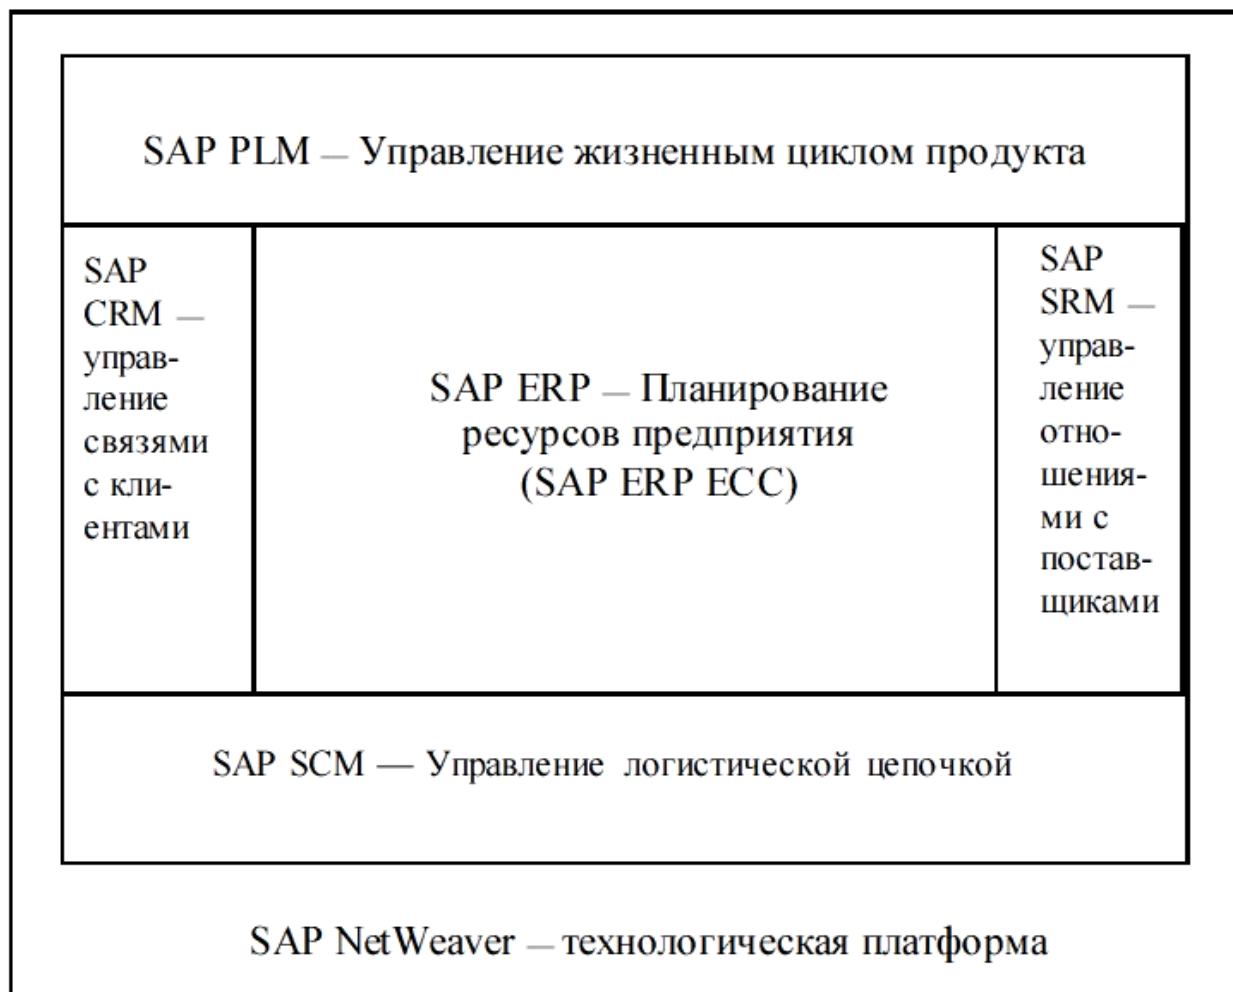 SAP PLM — Управление жизненным циклом продукта
SAP
CRM —
управ-
ление
связями
с кли-
ентами
SAP ERP — Планирование
ресурсов предприятия
(SAP ERP ECC)
SAP
SRM —
управ-
ление
отно-
шения-
ми с
постав-
щиками
SAP SCM — Управление логистической цепочкой
SAP NetWeaver — технологическая платформа